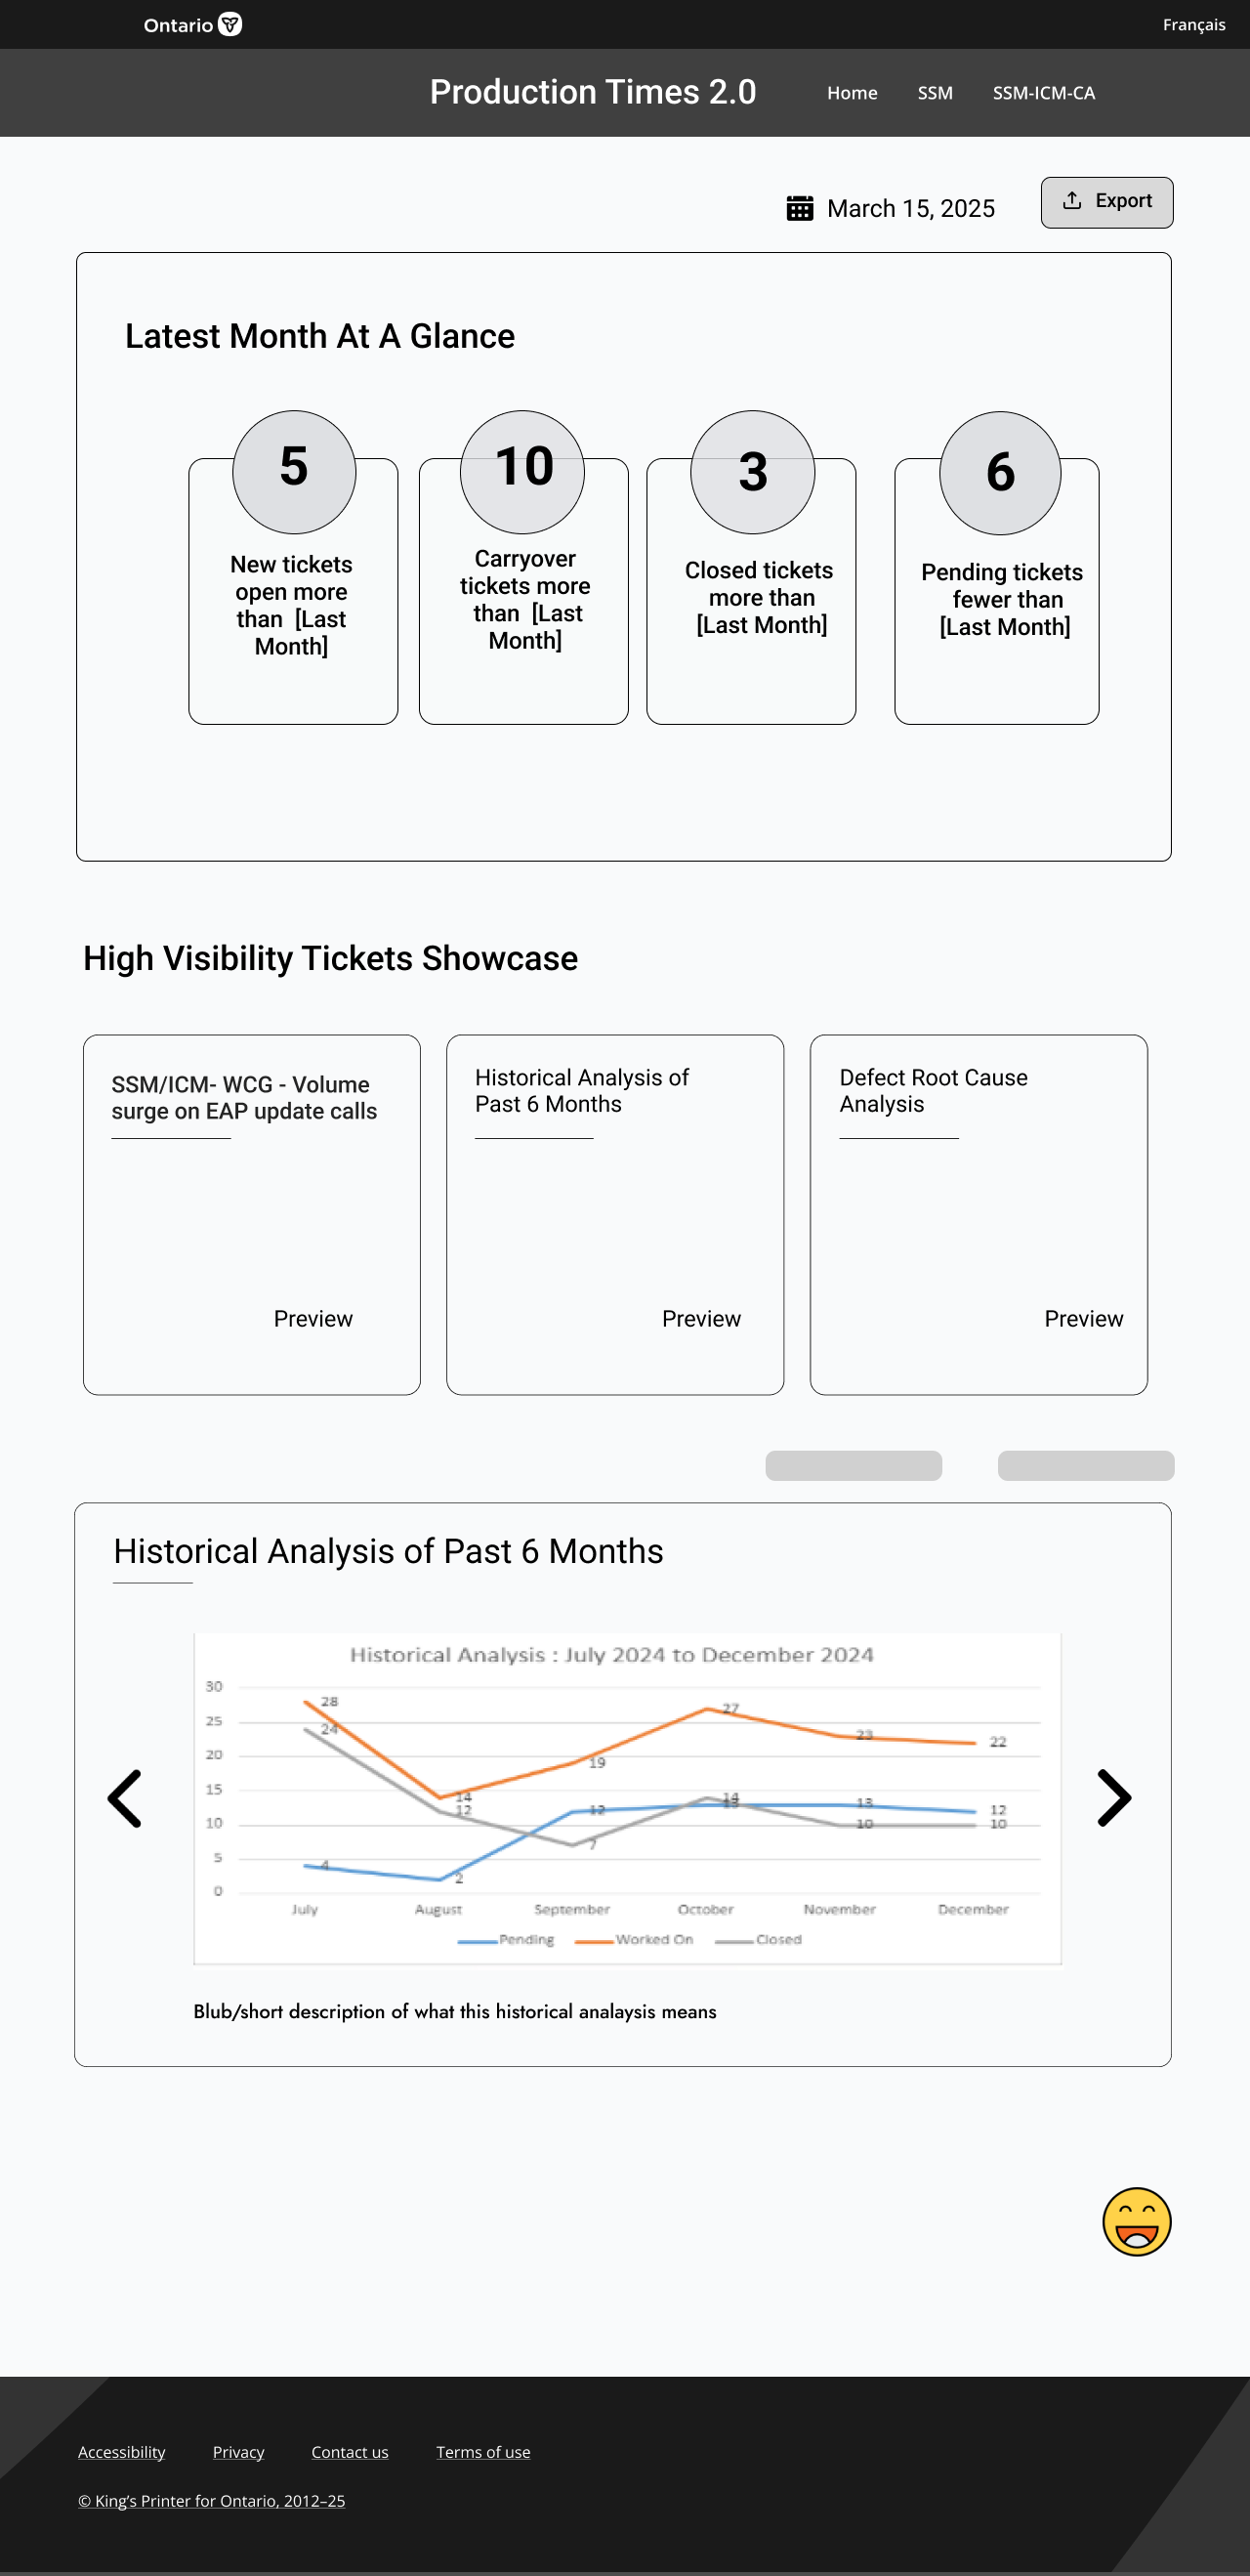 Ontario
Français
Production Times 2.0
Home
SSM
SSM-ICM-CA
March 15, 2025
Export
Latest Month At A Glance
5
New tickets
open more
than [Last
Month]
10
Carryover
tickets more
than [Last
Month]
3
Closed tickets
more than
[Last Month]
6
Pending tickets
fewer than
[Last Month]
High Visibility Tickets Showcase
SSM/ICM- WCG - Volume
surge on EAP update calls
Preview
Historical Analysis of
Past 6 Months
Preview
Defect Root Cause
Analysis
Preview
Historical Analysis of Past 6 Months
Historical Analysis : July 2024 to December 2024
30
25
20
15
10
5
0
28
14
19
27
23
22
24
12
7
14
10
10
4
2
12
13
13
12
July
August
September
October
November
December
Pending
Worked On
Closed
Blub/short description of what this historical analaysis means
Accessibility
Privacy
Contact us
Terms of use
© King’s Printer for Ontario, 2012–25